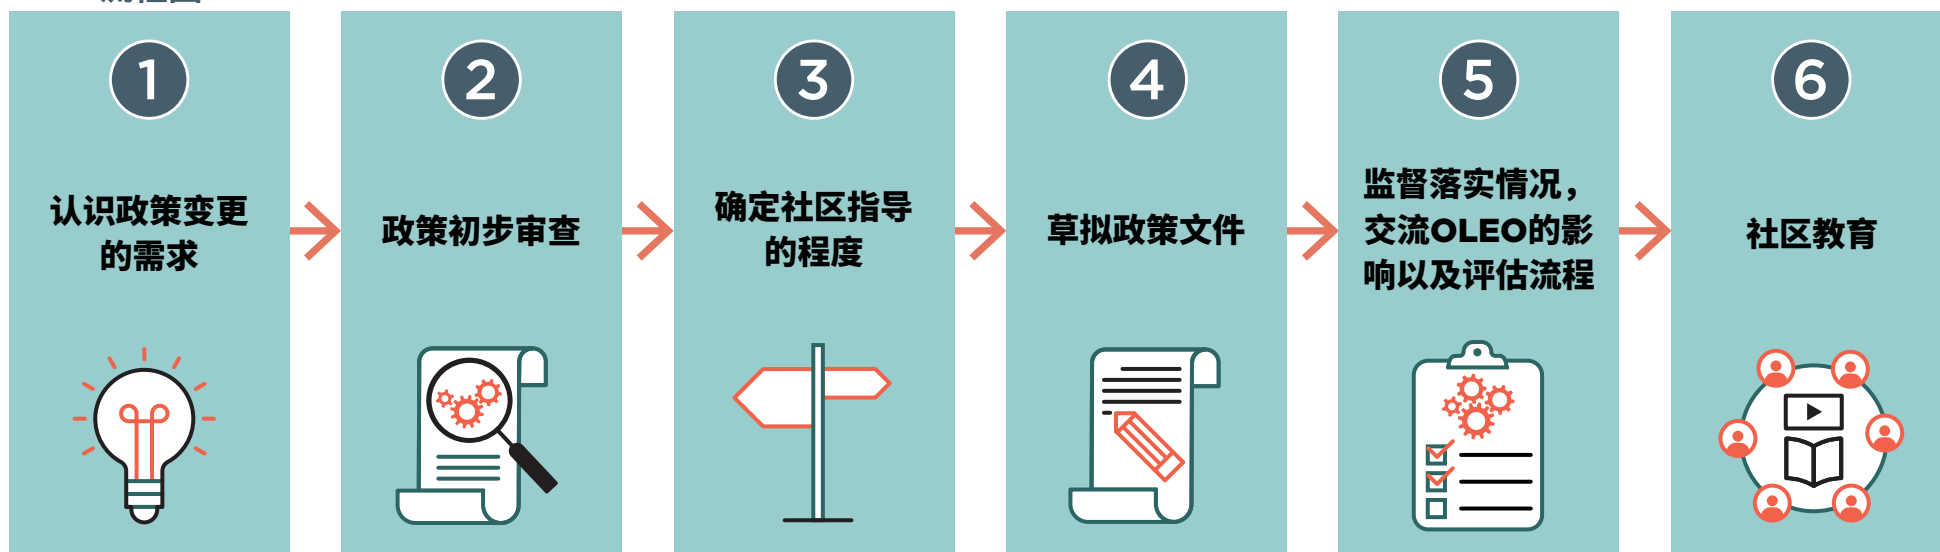 1
认识政策变更
的需求
2
政策初步审查
3
确定社区指导
的程度
4
草拟政策文件
5
监督落实情况，
交流OLEO的影
响以及评估流程
6
社区教育